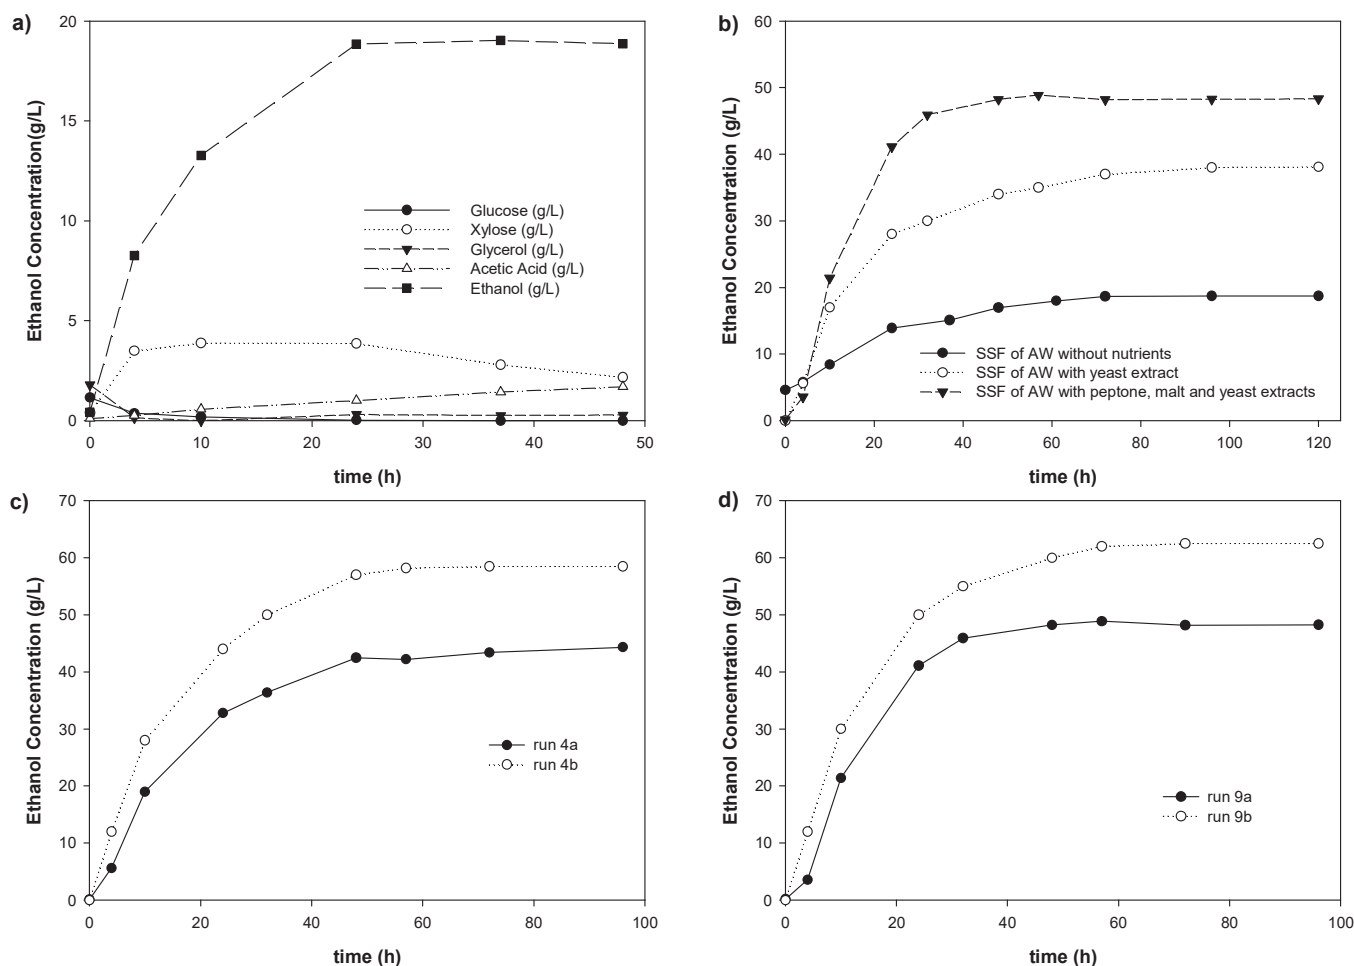 a)
Ethanol Concentration(g/L)
20
15
10
5
0
Glucose (g/L)
Xylose (g/L)
Glycerol (g/L)
Acetic Acid (g/L)
Ethanol (g/L)
0 10 20 30 40 50
time (h)
b)
Ethanol Concentration (g/L)
60
50
40
30
20
10
0
SSF of AW without nutrients
SSF of AW with yeast extract
SSF of AW with peptone, malt and yeast extracts
0 20 40 60 80 100 120
time (h)
c)
Ethanol Concentration (g/L)
70
60
50
40
30
20
10
0
run 4a
run 4b
0 20 40 60 80 100
time (h)
d)
Ethanol Concentration (g/L)
70
60
50
40
30
20
10
0
run 9a
run 9b
0 20 40 60 80 100
time (h)